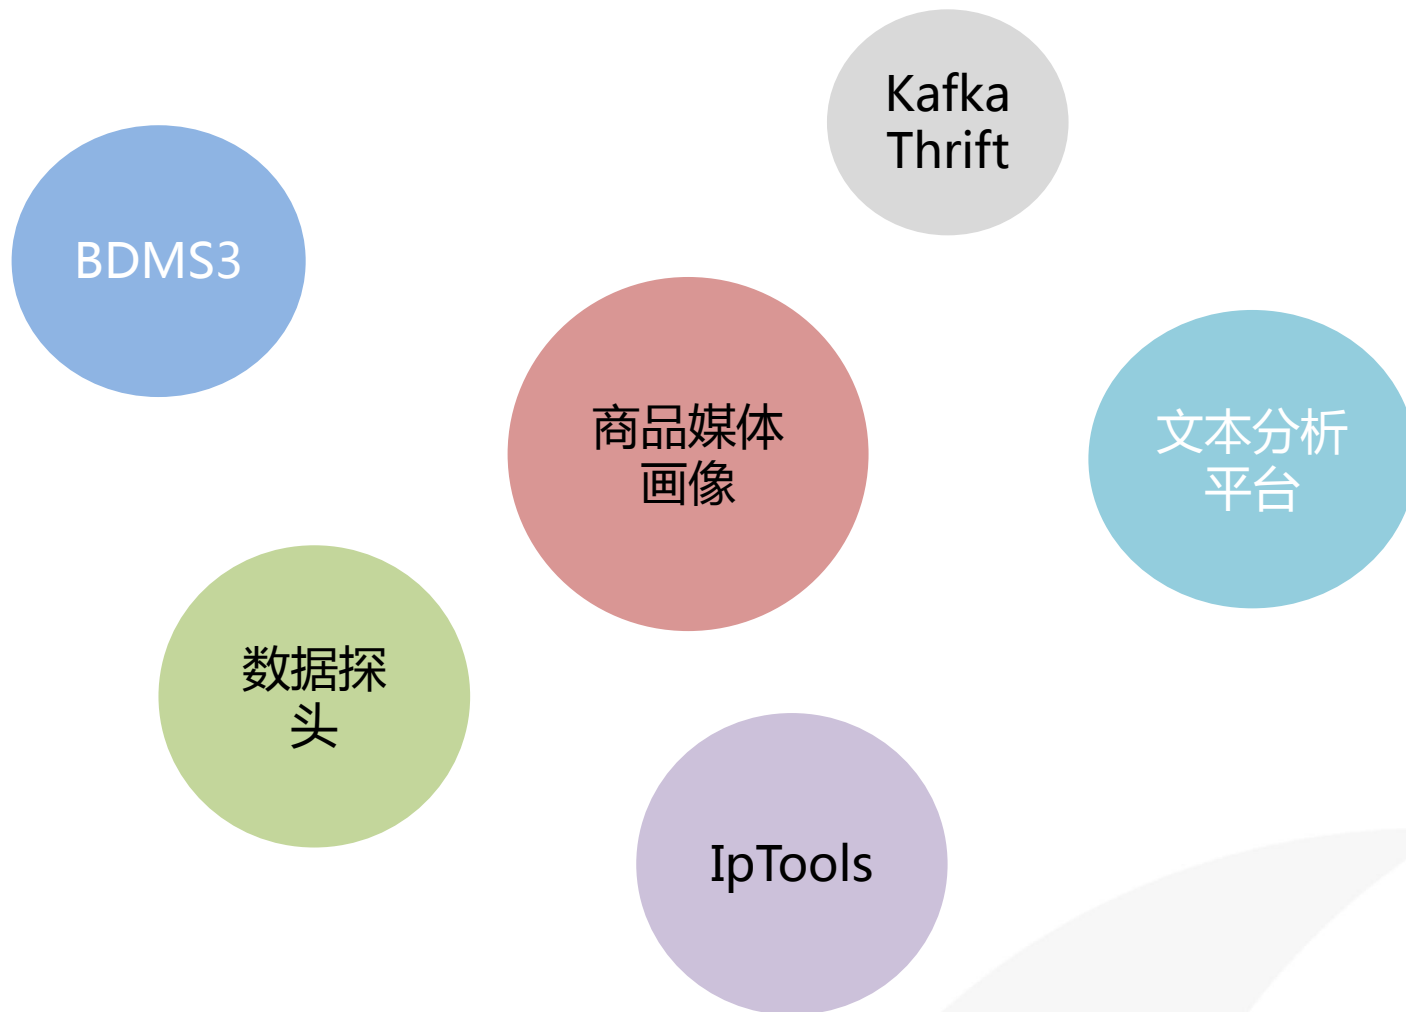 Kafka
Thrift
BDMS3
商品媒体
画像
文本分析
平台
数据探
头
IpTools